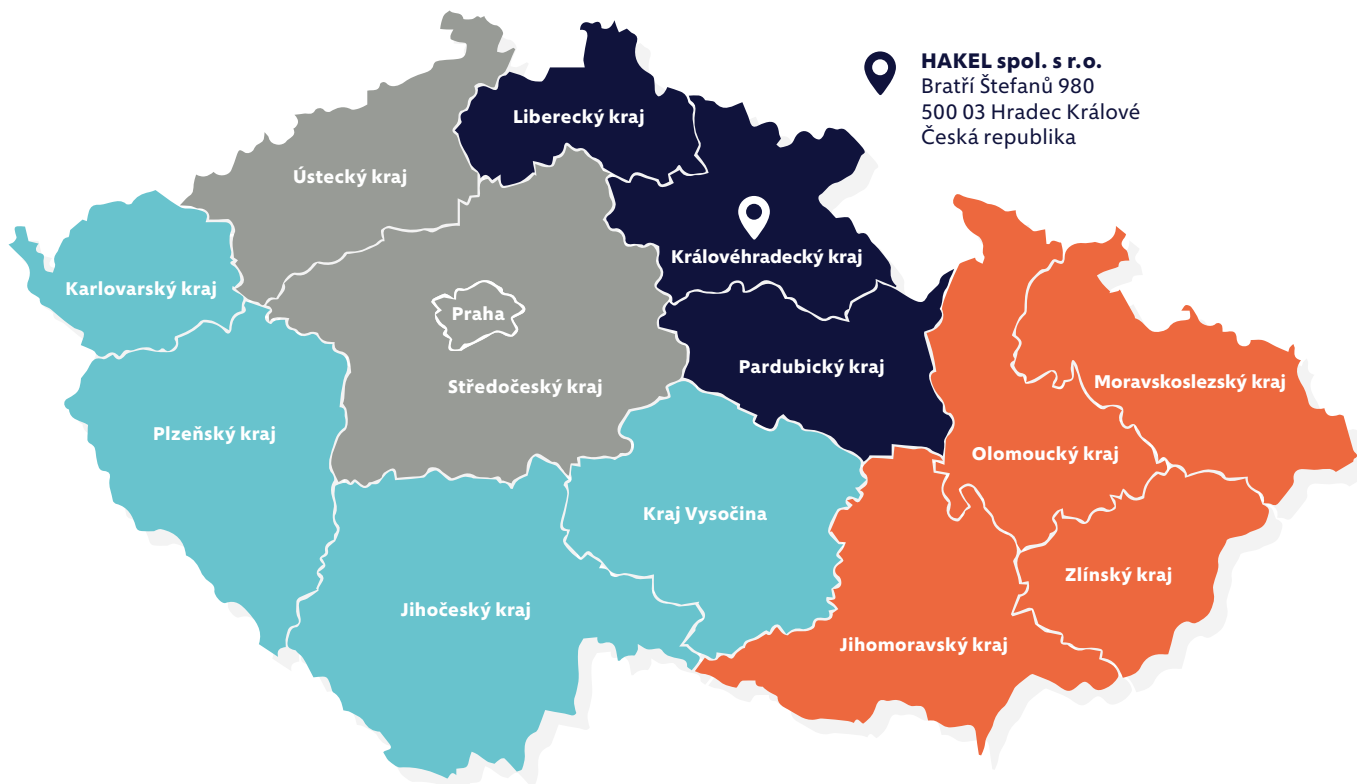 HAKEL spol. s r.o.
Bratří Štefanů 980
500 03 Hradec Králové
Česká republika
Liberecký kraj
Ústecký kraj
Královéhradecký kraj
Karlovarský kraj
Praha
Pardubický kraj
Středočeský kraj
Moravskoslezský kraj
Plzeňský kraj
Olomoucký kraj
Kraj Vysočina
Zlínský kraj
Jihočeský kraj
Jihomoravský kraj